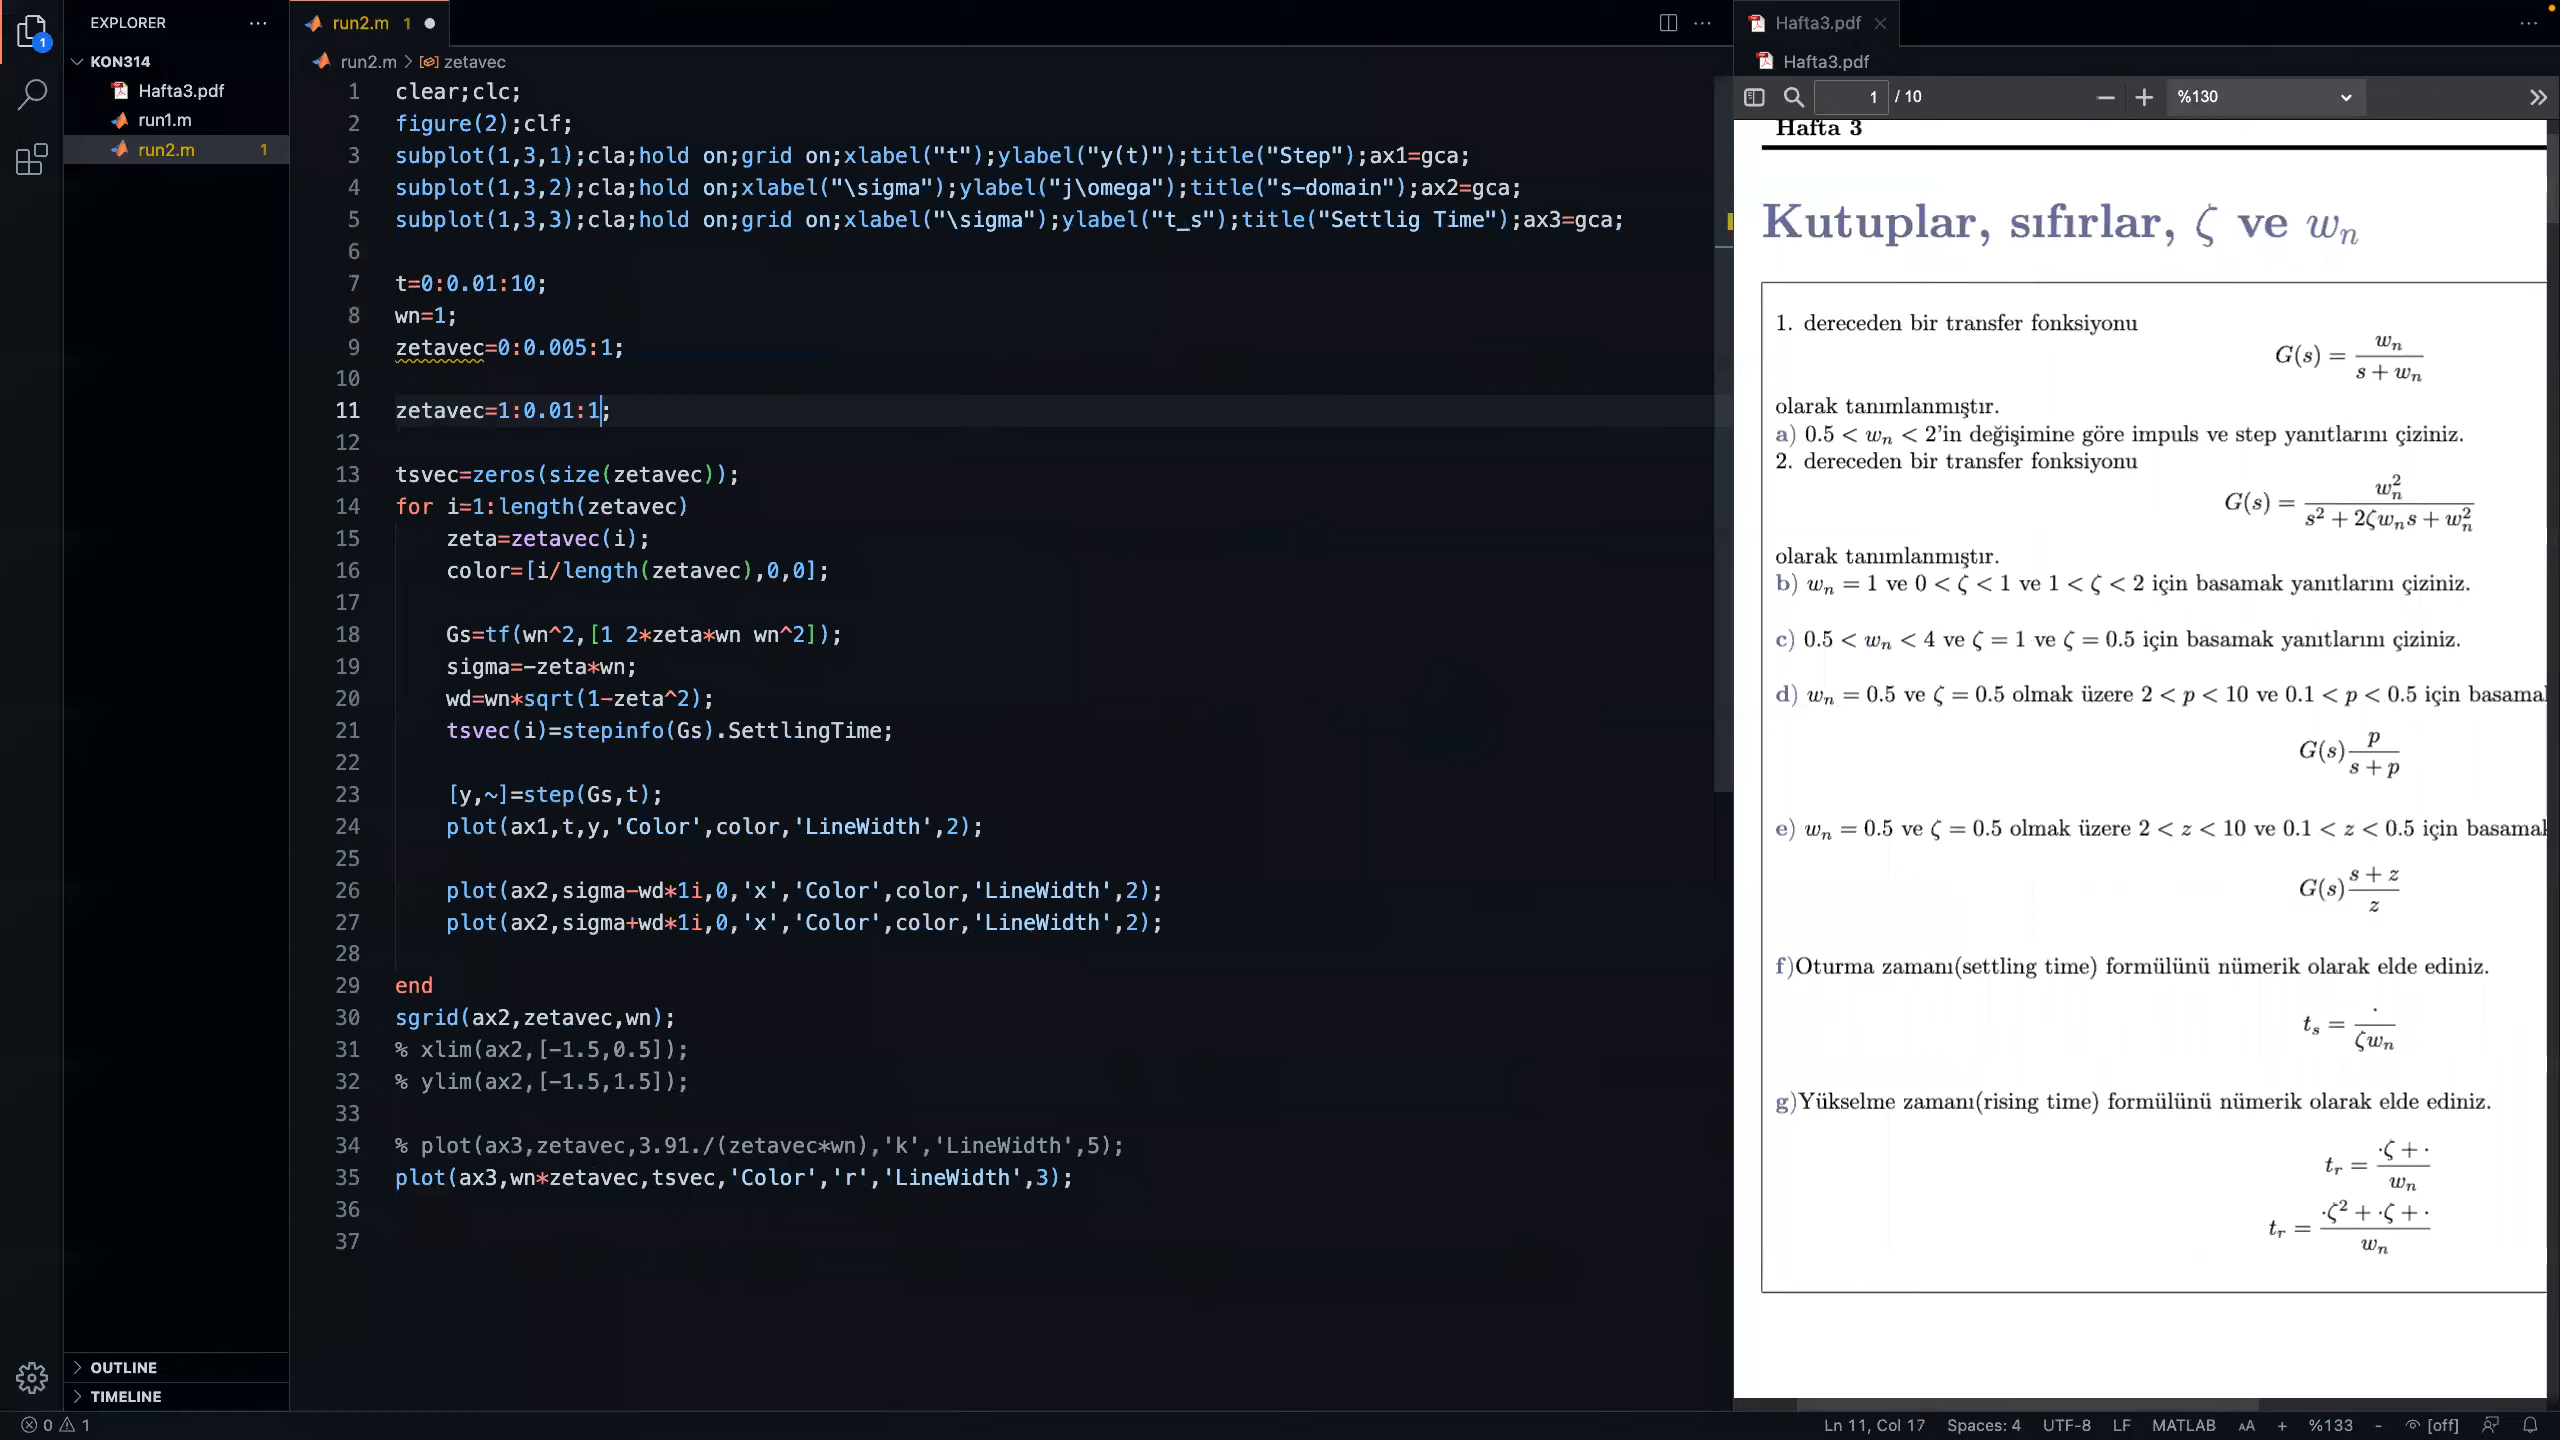 EXPLORER
KON314
Hafta3.pdf
run1.m
run2.m 1
OUTLINE
TIMELINE
1
run2.m 1
run2.m > zetavec
1 clear;clc;
2 figure(2);clf;
3 subplot(1,3,1);cla;hold on;grid on;xlabel("t");ylabel("y(t)");title("Step");ax1=gca;
4 subplot(1,3,2);cla;hold on;xlabel("\sigma");ylabel("j\omega");title("s-domain");ax2=gca;
5 subplot(1,3,3);cla;hold on;grid on;xlabel("\sigma");ylabel("t_s");title("Settlig Time");ax3=gca;
6
7 t=0:0.01:10;
8 wn=1;
9 zetavec=0:0.005:1;
10
11 zetavec=1:0.01:1;
12
13 tsvec=zeros(size(zetavec));
14 for i=1:length(zetavec)
15 zeta=zetavec(i);
16 color=[i/length(zetavec),0,0];
17
18 Gs=tf(wn^2,[1 2*zeta*wn wn^2]);
19 sigma=-zeta*wn;
20 wd=wn*sqrt(1-zeta^2);
21 tsvec(i)=stepinfo(Gs).SettlingTime;
22
23 [y,~]=step(Gs,t);
24 plot(ax1,t,y,'Color',color,'LineWidth',2);
25
26 plot(ax2,sigma-wd*1i,0,'x','Color',color,'LineWidth',2);
27 plot(ax2,sigma+wd*1i,0,'x','Color',color,'LineWidth',2);
28
29 end
30 sgrid(ax2,zetavec,wn);
31 % xlim(ax2,[-1.5,0.5]);
32 % ylim(ax2,[-1.5,1.5]);
33
34 % plot(ax3,zetavec,3.91./(zetavec*wn),'k','LineWidth',5);
35 plot(ax3,wn*zetavec,tsvec,'Color','r','LineWidth',3);
36
37
Hafta3.pdf
Hafta3.pdf
1 / 10
%130
Hafta 3
Kutuplar, sıfırlar, ζ ve wₙ
1. dereceden bir transfer fonksiyonu
G(s) = wₙ / (s + wₙ)
olarak tanımlanmıştır.
a) 0.5 < wₙ < 2'in değişimine göre impuls ve step yanıtlarını çiziniz.
2. dereceden bir transfer fonksiyonu
G(s) = wₙ² / (s² + 2ζwₙs + wₙ²)
olarak tanımlanmıştır.
b) wₙ = 1 ve 0 < ζ < 1 ve 1 < ζ < 2 için basamak yanıtlarını çiziniz.
c) 0.5 < wₙ < 4 ve ζ = 1 ve ζ = 0.5 için basamak yanıtlarını çiziniz.
d) wₙ = 0.5 ve ζ = 0.5 olmak üzere 2 < p < 10 ve 0.1 < p < 0.5 için basama
G(s) p / (s + p)
e) wₙ = 0.5 ve ζ = 0.5 olmak üzere 2 < z < 10 ve 0.1 < z < 0.5 için basamak
G(s) (s + z) / z
f)Oturma zamanı(settling time) formülünü nümerik olarak elde ediniz.
tₛ = · / (ζwₙ)
g)Yükselme zamanı(rising time) formülünü nümerik olarak elde ediniz.
tᵣ = (·ζ + ·) / wₙ
tᵣ = (·ζ² + ·ζ + ·) / wₙ
0 1
Ln 11, Col 17 Spaces: 4 UTF-8 LF MATLAB AA + %133 - [off]